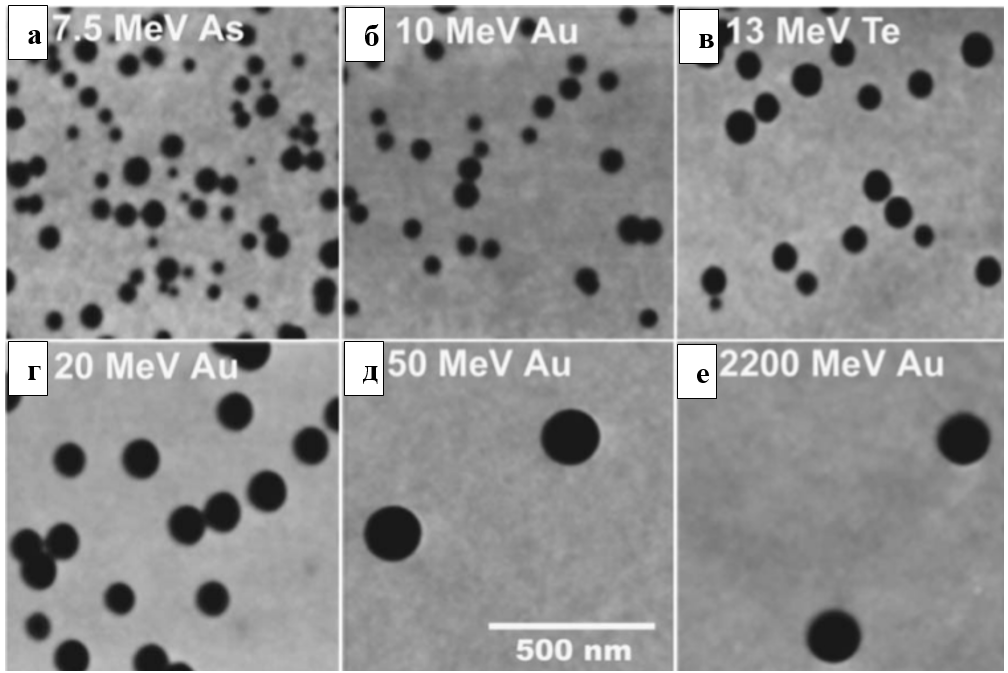 а 7.5 MeV As
б 10 MeV Au
в 13 MeV Te
г 20 MeV Au
д 50 MeV Au
500 nm
е 2200 MeV Au